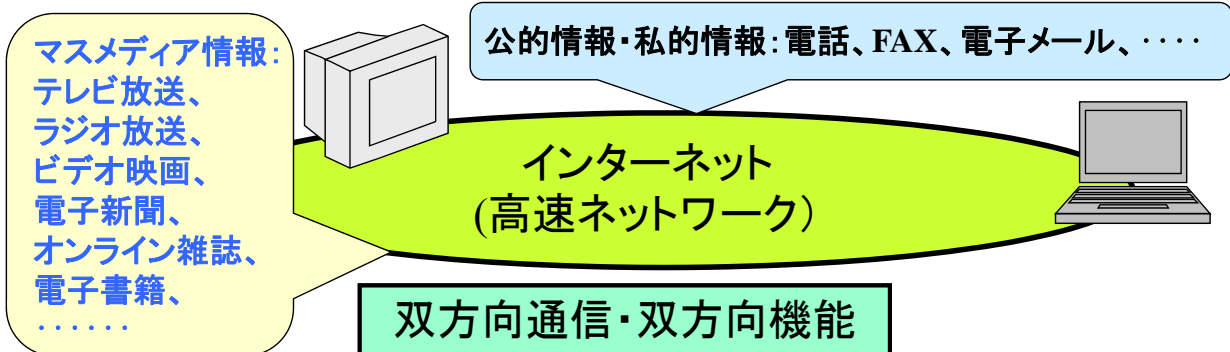 マスメディア情報:
テレビ放送、
ラジオ放送、
ビデオ映画、
電子新聞、
オンライン雑誌、
電子書籍、
‥‥‥
公的情報・私的情報:電話、FAX、電子メール、‥‥
インターネット
(高速ネットワーク)
双方向通信・双方向機能